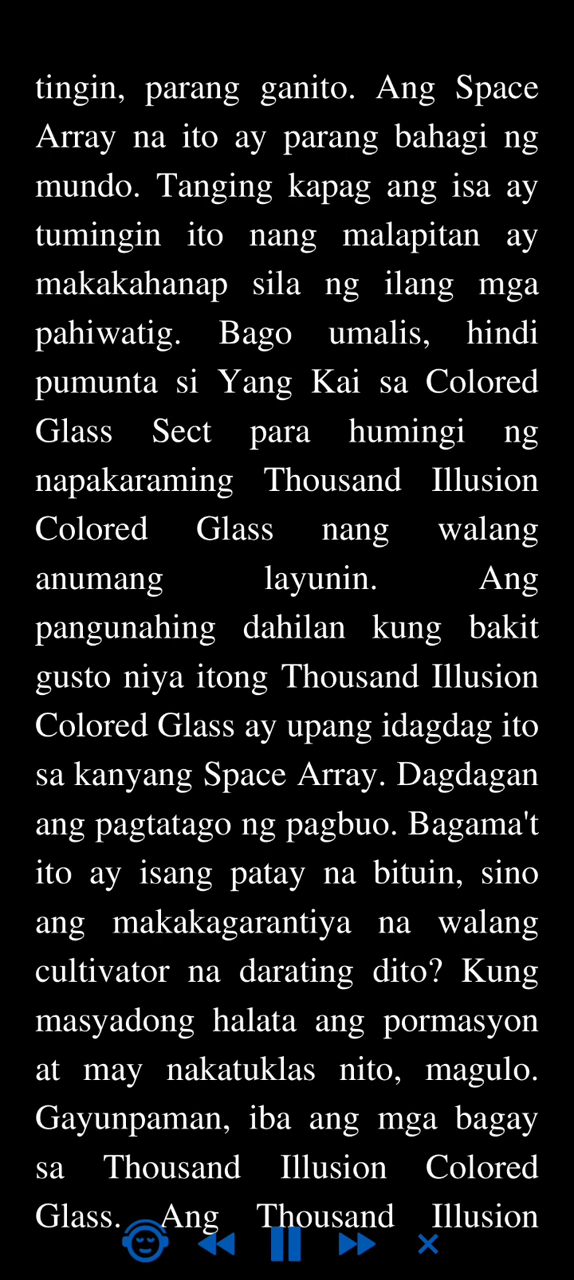 tingin, parang ganito. Ang Space
Array na ito ay parang bahagi ng
mundo. Tanging kapag ang isa ay
tumingin ito nang malapitan ay
makakahanap sila ng ilang mga
pahiwatig. Bago umalis, hindi
pumunta si Yang Kai sa Colored
Glass Sect para humingi ng
napakaraming Thousand Illusion
Colored Glass nang walang
anumang layunin. Ang
pangunahing dahilan kung bakit
gusto niya itong Thousand Illusion
Colored Glass ay upang idagdag ito
sa kanyang Space Array. Dagdagan
ang pagtatago ng pagbuo. Bagama't
ito ay isang patay na bituin, sino
ang makakagarantiya na walang
cultivator na darating dito? Kung
masyadong halata ang pormasyon
at may nakatuklas nito, magulo.
Gayunpaman, iba ang mga bagay
sa Thousand Illusion Colored
Glass. Ang Thousand Illusion